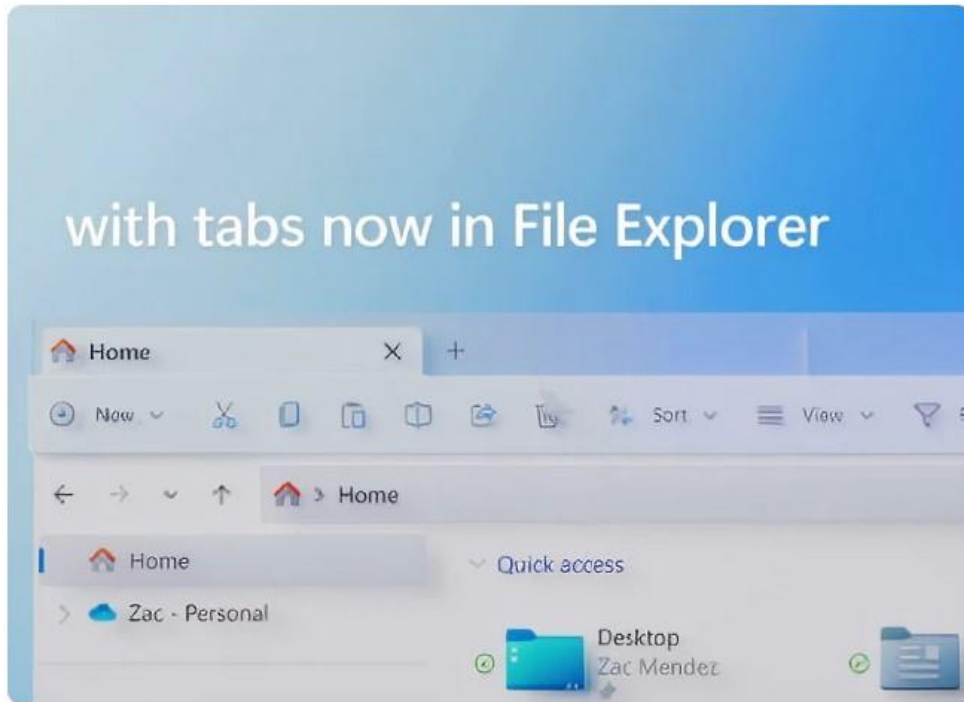 with tabs now in File Explorer
Home
New
Sort
View
Home
Home
Quick access
Zac - Personal
Desktop
Zac Mendez